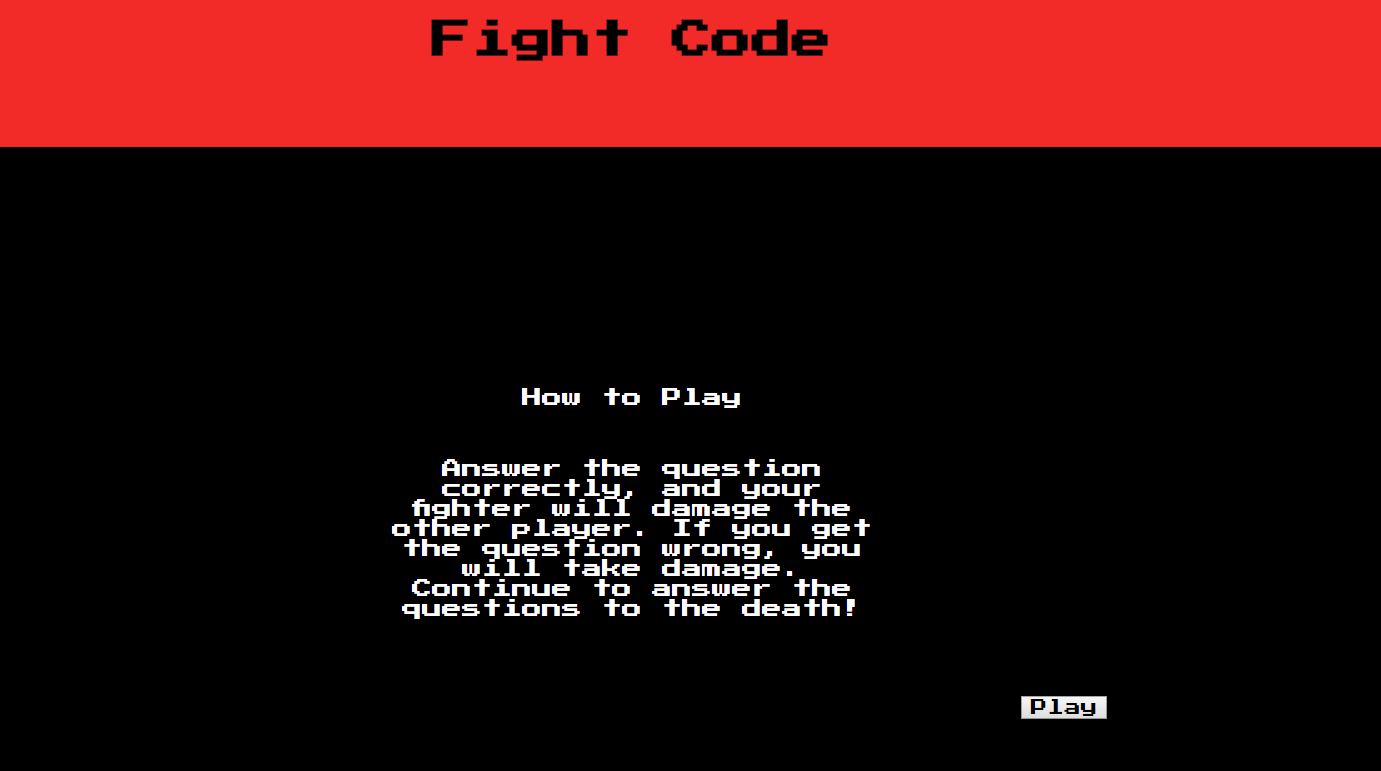 Fight Code
How to Play
Answer the question
correctly, and your
fighter will damage the
other player. If you get
the question wrong, you
will take damage.
Continue to answer the
questions to the death!
Play